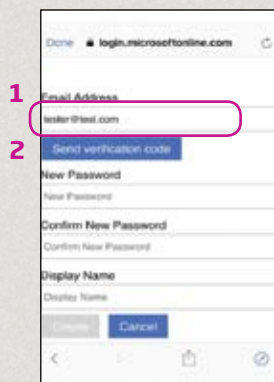 Done login.microsoftonline.com
1
Email Address
tester@test.com
2
Send verification code
New Password
New Password
Confirm New Password
Confirm New Password
Display Name
Display Name
Create Cancel